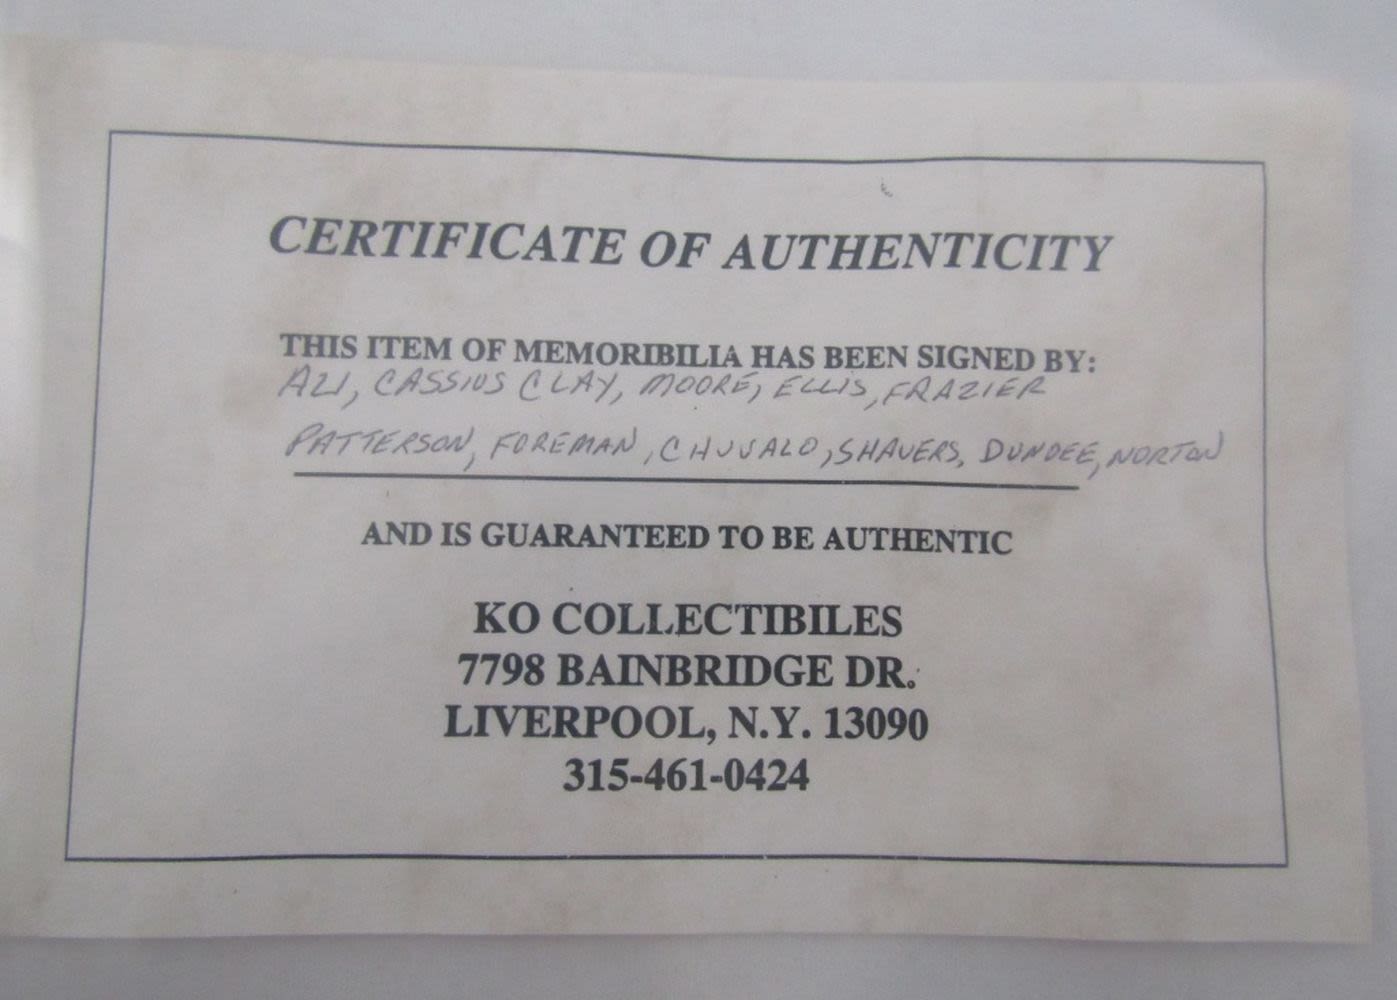 CERTIFICATE OF AUTHENTICITY
THIS ITEM OF MEMORIBILIA HAS BEEN SIGNED BY:
ALI, CASSIUS CLAY, MOORE, ELLIS, FRAZIER
PATTERSON, FOREMAN, CHUVALO, SHAVERS, DUNDEE, NORTON
AND IS GUARANTEED TO BE AUTHENTIC
KO COLLECTIBILES
7798 BAINBRIDGE DR.
LIVERPOOL, N.Y. 13090
315-461-0424